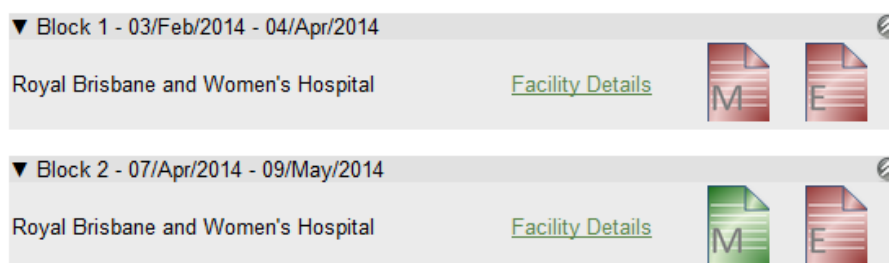 ▼ Block 1 - 03/Feb/2014 - 04/Apr/2014
Royal Brisbane and Women's Hospital Facility Details M E
▼ Block 2 - 07/Apr/2014 - 09/May/2014
Royal Brisbane and Women's Hospital Facility Details M E